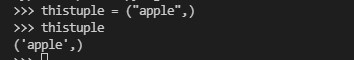 >>> thistuple = ("apple",)
>>> thistuple
('apple',)
>>>